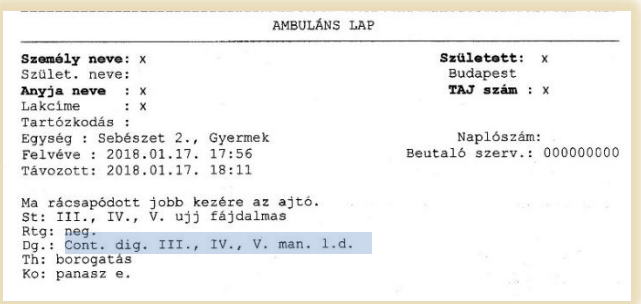 AMBULÁNS LAP
Személy neve: x Született: x
Szület. neve: Budapest
Anyja neve : x TAJ szám : x
Lakcíme : x
Tartózkodás :
Egység : Sebészet 2., Gyermek Naplószám:
Felvéve : 2018.01.17. 17:56 Beutaló szerv.: 000000000
Távozott: 2018.01.17. 18:11
Ma rácsapódott jobb kezére az ajtó.
St: III., IV., V. ujj fájdalmas
Rtg: neg.
Dg.: Cont. dig. III., IV., V. man. l.d.
Th: borogatás
Ko: panasz e.